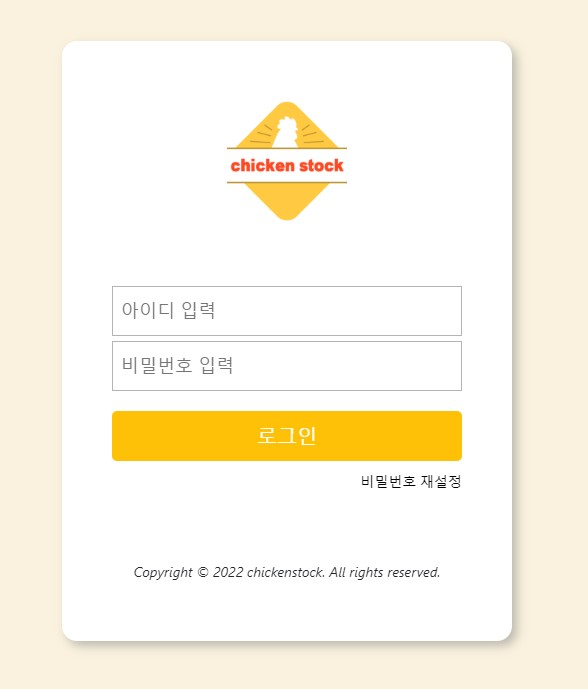 chicken stock
아이디 입력
비밀번호 입력
로그인
비밀번호 재설정
Copyright © 2022 chickenstock. All rights reserved.